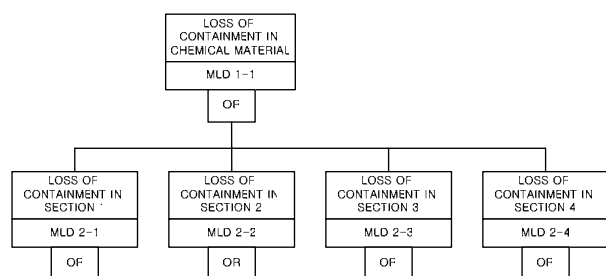 LOSS OF
CONTAINMENT IN
CHEMICAL MATERIAL
MLD 1-1
OF
LOSS OF
CONTAINMENT IN
SECTION 1
MLD 2-1
OF
LOSS OF
CONTAINMENT IN
SECTION 2
MLD 2-2
OR
LOSS OF
CONTAINMENT IN
SECTION 3
MLD 2-3
OF
LOSS OF
CONTAINMENT IN
SECTION 4
MLD 2-4
OF